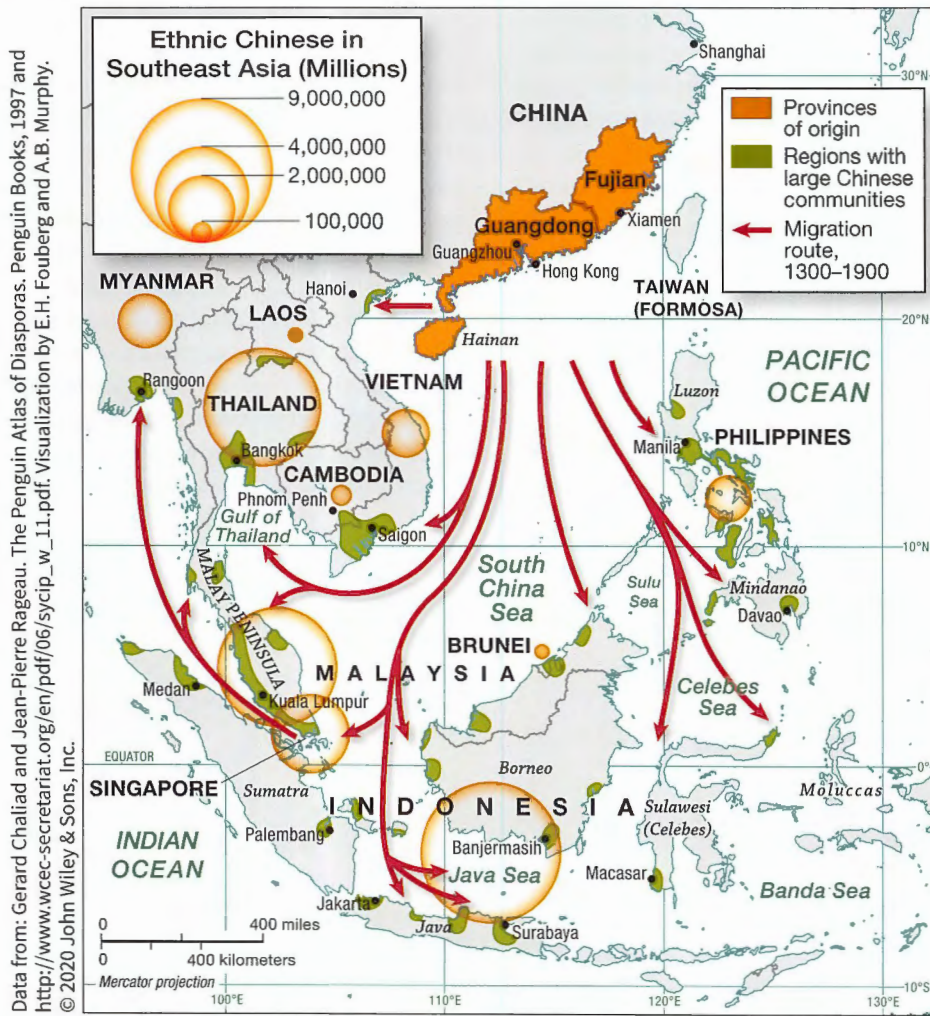 Data from: Gerard Chaliad and Jean-Pierre Rageau. The Penguin Atlas of Diasporas. Penguin Books, 1997 and
http://www.wcec-secretariat.org/en/pdf/06/sycip_w_11.pdf. Visualization by E.H. Fouberg and A.B. Murphy.
© 2020 John Wiley & Sons, Inc.
Ethnic Chinese in
Southeast Asia (Millions)
9,000,000
4,000,000
2,000,000
100,000
Provinces
of origin
Regions with
large Chinese
communities
Migration
route,
1300–1900
Shanghai
30°N
CHINA
Fujian
Guangdong
Xiamen
Guangzhou
Hong Kong
MYANMAR
Hanoi
TAIWAN
(FORMOSA)
LAOS
20°N
Hainan
PACIFIC
OCEAN
Rangoon
VIETNAM
Luzon
THAILAND
Manila
PHILIPPINES
Bangkok
CAMBODIA
Phnom Penh
Gulf of
Thailand
Saigon
10°N
South
China
Sea
Sulu
Sea
Mindanao
Davao
MALAY PENINSULA
BRUNEI
MALAYSIA
Medan
Kuala Lumpur
Celebes
Sea
EQUATOR
0°
SINGAPORE
Sumatra
Borneo
Moluccas
INDONESIA
Sulawesi
(Celebes)
Palembang
INDIAN
OCEAN
Banjermasih
Java Sea
Macasar
Banda Sea
Jakarta
Java
Surabaya
0 400 miles
0 400 kilometers
Mercator projection
100°E
110°E
120°E
130°E
10°S